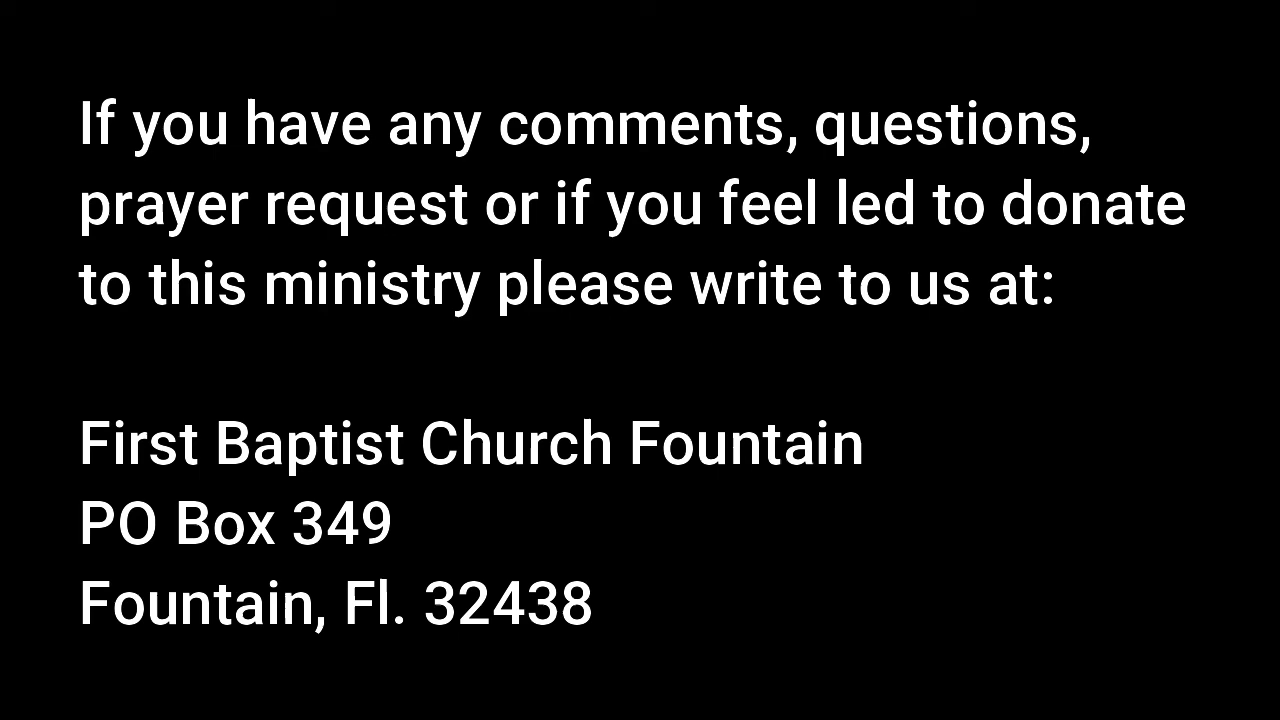 If you have any comments, questions,
prayer request or if you feel led to donate
to this ministry please write to us at:
First Baptist Church Fountain
PO Box 349
Fountain, Fl. 32438